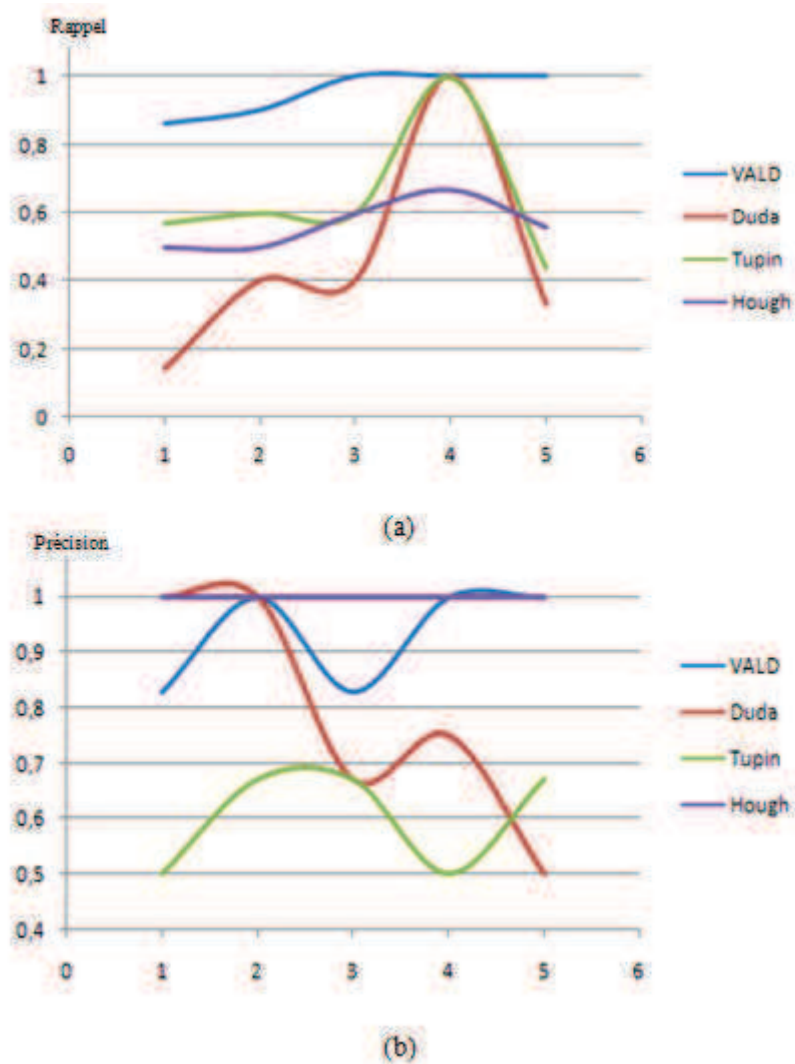 Rappel
1
0,8
0,6
0,4
0,2
0
0 1 2 3 4 5 6
VALD
Duda
Tupin
Hough
(a)
Précision
1
0,9
0,8
0,7
0,6
0,5
0,4
0 1 2 3 4 5 6
VALD
Duda
Tupin
Hough
(b)